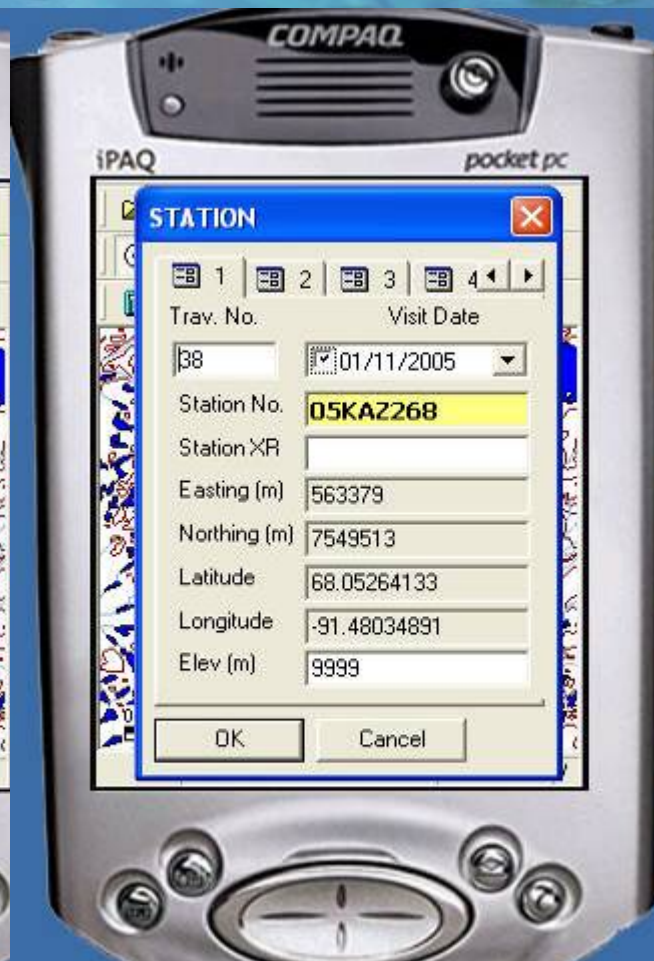 COMPAQ
iPAQ pocket pc
STATION
1 2 3 4
Trav. No. Visit Date
38 01/11/2005
Station No. 05KAZ268
Station XR
Easting (m) 563379
Northing (m) 7549513
Latitude 68.05264133
Longitude -91.48034891
Elev (m) 9999
OK Cancel